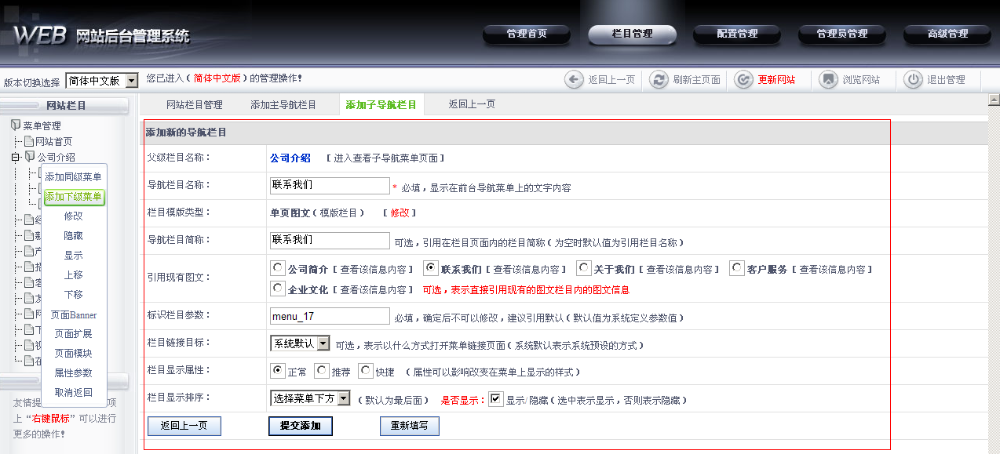 WEB 网站后台管理系统
管理首页 栏目管理 配置管理 管理员管理 高级管理
版本切换选择 简体中文版 您已进入(简体中文版)的管理操作!
返回上一页 刷新主页面 更新网站 浏览网站 退出管理
网站栏目
网站栏目管理 添加主导航栏目 添加子导航栏目 返回上一页
菜单管理
网站首页
公司介绍
添加同级菜单
添加下级菜单
修改
隐藏
显示
上移
下移
页面Banner
页面扩展
页面模块
属性参数
取消返回
友情提 项
上“右键鼠标”可以进行
更多的操作!
添加新的导航栏目
父级栏目名称: 公司介绍 [ 进入查看子导航菜单页面 ]
导航栏目名称: 联系我们 * 必填,显示在前台导航菜单上的文字内容
栏目模版类型: 单页图文(模版栏目) [ 修改 ]
导航栏目简称: 联系我们 可选,引用在栏目页面内的栏目简称(为空时默认值为引用栏目名称)
引用现有图文: 公司简介 [ 查看该信息内容 ] 联系我们 [ 查看该信息内容 ] 关于我们 [ 查看该信息内容 ] 客户服务 [ 查看该信息内容 ]
企业文化 [ 查看该信息内容 ] 可选,表示直接引用现有的图文栏目内的图文信息
标识栏目参数: menu_17 必填,确定后不可以修改,建议引用默认(默认值为系统定义参数值)
栏目链接目标: 系统默认 可选,表示以什么方式打开菜单链接页面(系统默认表示系统预设的方式)
栏目显示属性: 正常 推荐 快捷 (属性可以影响改变在菜单上显示的样式)
栏目显示排序: 选择菜单下方 (默认为最后面) 是否显示: 显示/隐藏(选中表示显示,否则表示隐藏)
返回上一页 提交添加 重新填写